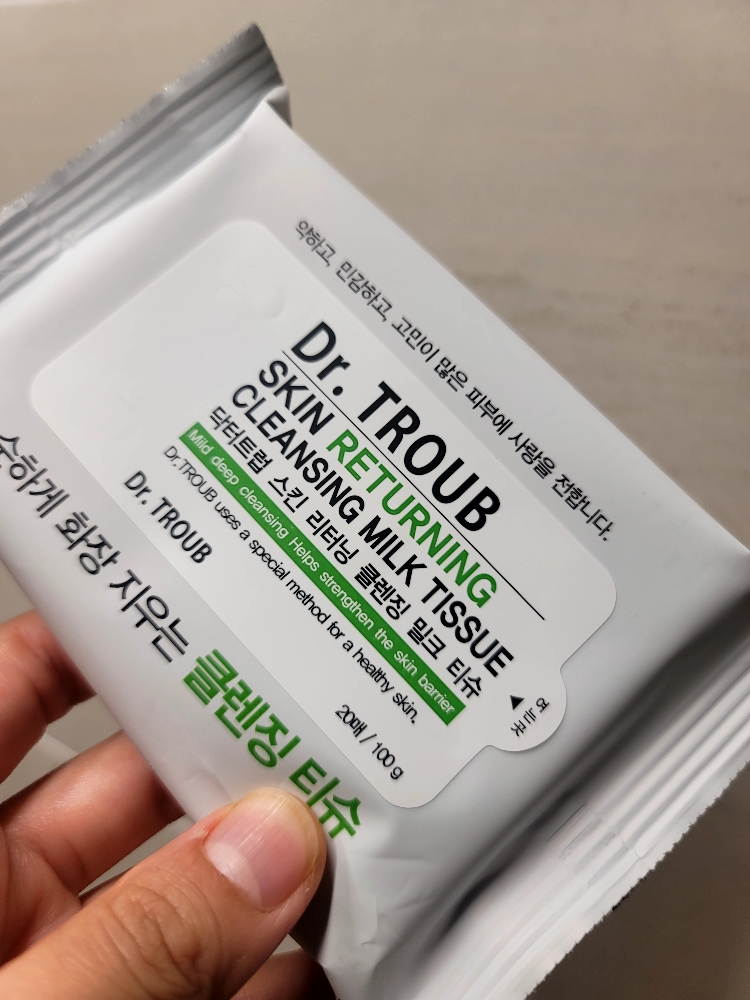 약하고, 민감하고, 고민이 많은 피부에 사랑을 전합니다.
Dr. TROUB
SKIN RETURNING
CLEANSING MILK TISSUE
닥터트럽 스킨 리터닝 클렌징 밀크 티슈
Mild deep cleansing Helps strengthen the skin barrier
Dr.TROUB uses a special method for a healthy skin.
Dr. TROUB
20매 / 100 g
여는곳
순하게 화장 지우는 클렌징 티슈